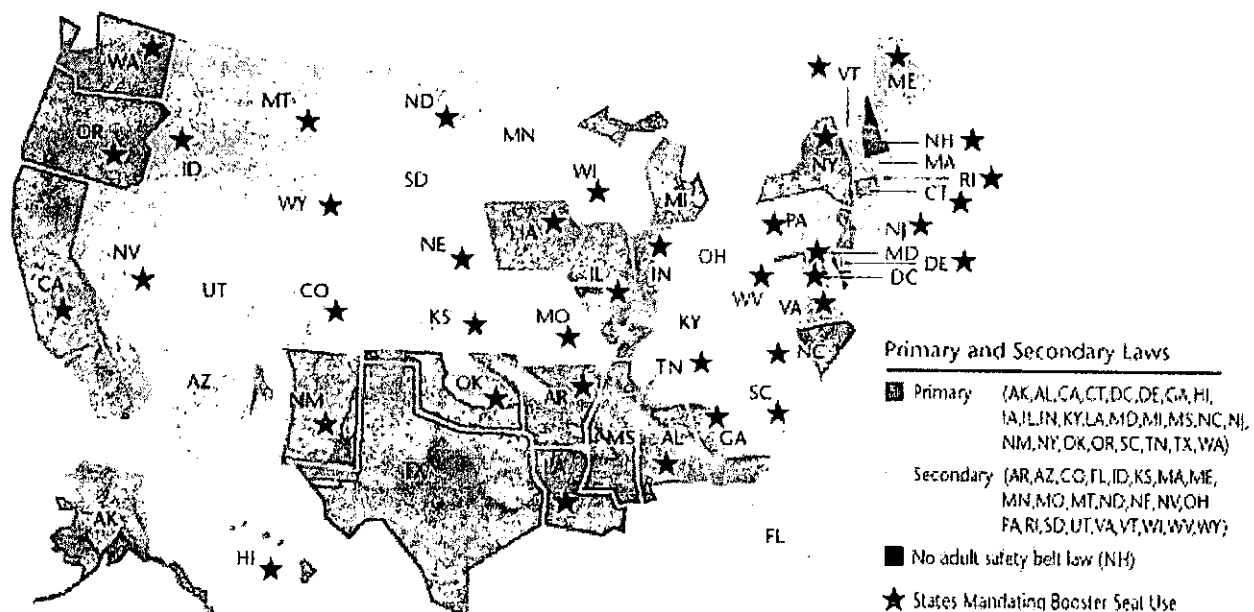 WA
VT
ME
MT
ND
MN
OR
ID
NH
NY
MA
RI
SD
WI
MI
CT
WY
PA
IA
NJ
NV
NE
OH
MD
IL
IN
DE
DC
CA
UT
CO
WV
VA
KS
MO
KY
NC
TN
AZ
OK
AR
SC
NM
MS
AL
GA
TX
LA
AK
HI
FL
Primary and Secondary Laws
Primary (AK,AL,CA,CT,DC,DE,GA,HI,
IA,IL,IN,KY,LA,MD,MI,MS,NC,NJ,
NM,NY,OK,OR,SC,TN,TX,WA)
Secondary (AR,AZ,CO,FL,ID,KS,MA,ME,
MN,MO,MT,ND,NE,NV,OH
PA,RI,SD,UT,VA,VT,WI,WV,WY)
No adult safety belt law (NH)
States Mandating Booster Seat Use